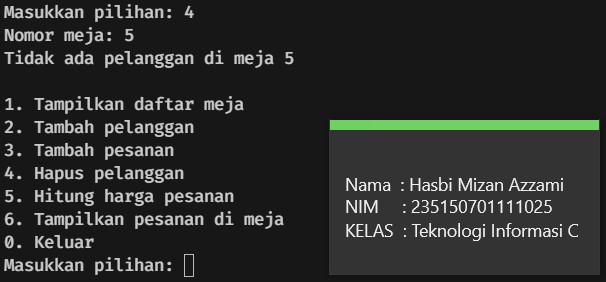 Masukkan pilihan: 4
Nomor meja: 5
Tidak ada pelanggan di meja 5
1. Tampilkan daftar meja
2. Tambah pelanggan
3. Tambah pesanan
4. Hapus pelanggan
5. Hitung harga pesanan
6. Tampilkan pesanan di meja
0. Keluar
Masukkan pilihan:
Nama : Hasbi Mizan Azzami
NIM : 235150701111025
KELAS : Teknologi Informasi C